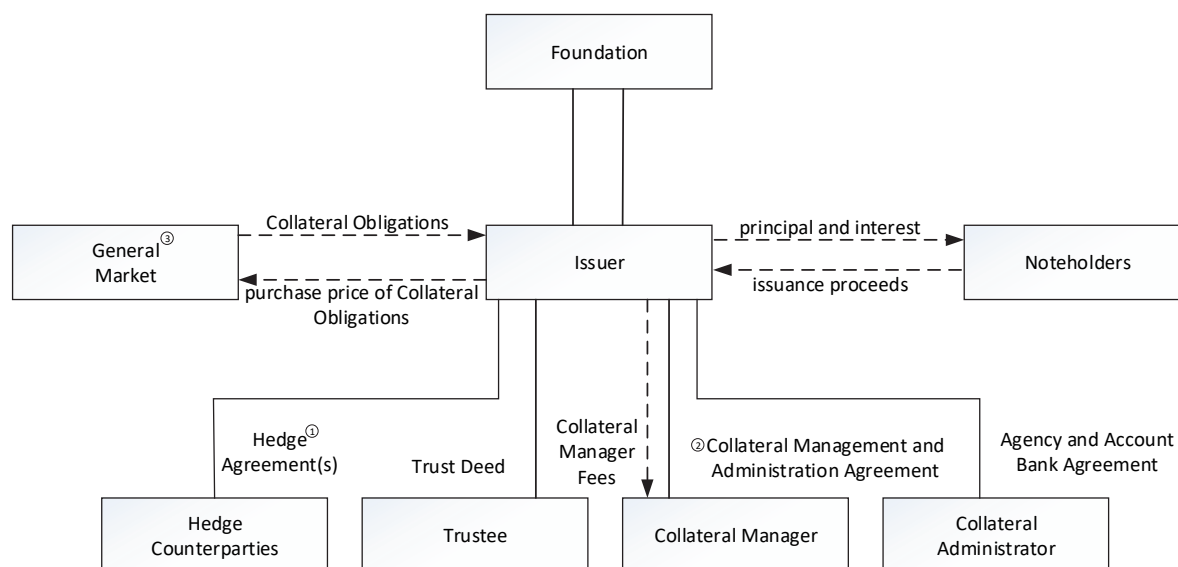 Foundation
Collateral Obligations
General③
Market
purchase price of Collateral
Obligations
Issuer
principal and interest
issuance proceeds
Noteholders
Hedge①
Agreement(s)
Trust Deed
Collateral
Manager
Fees
②Collateral Management and
Administration Agreement
Agency and Account
Bank Agreement
Hedge
Counterparties
Trustee
Collateral Manager
Collateral
Administrator